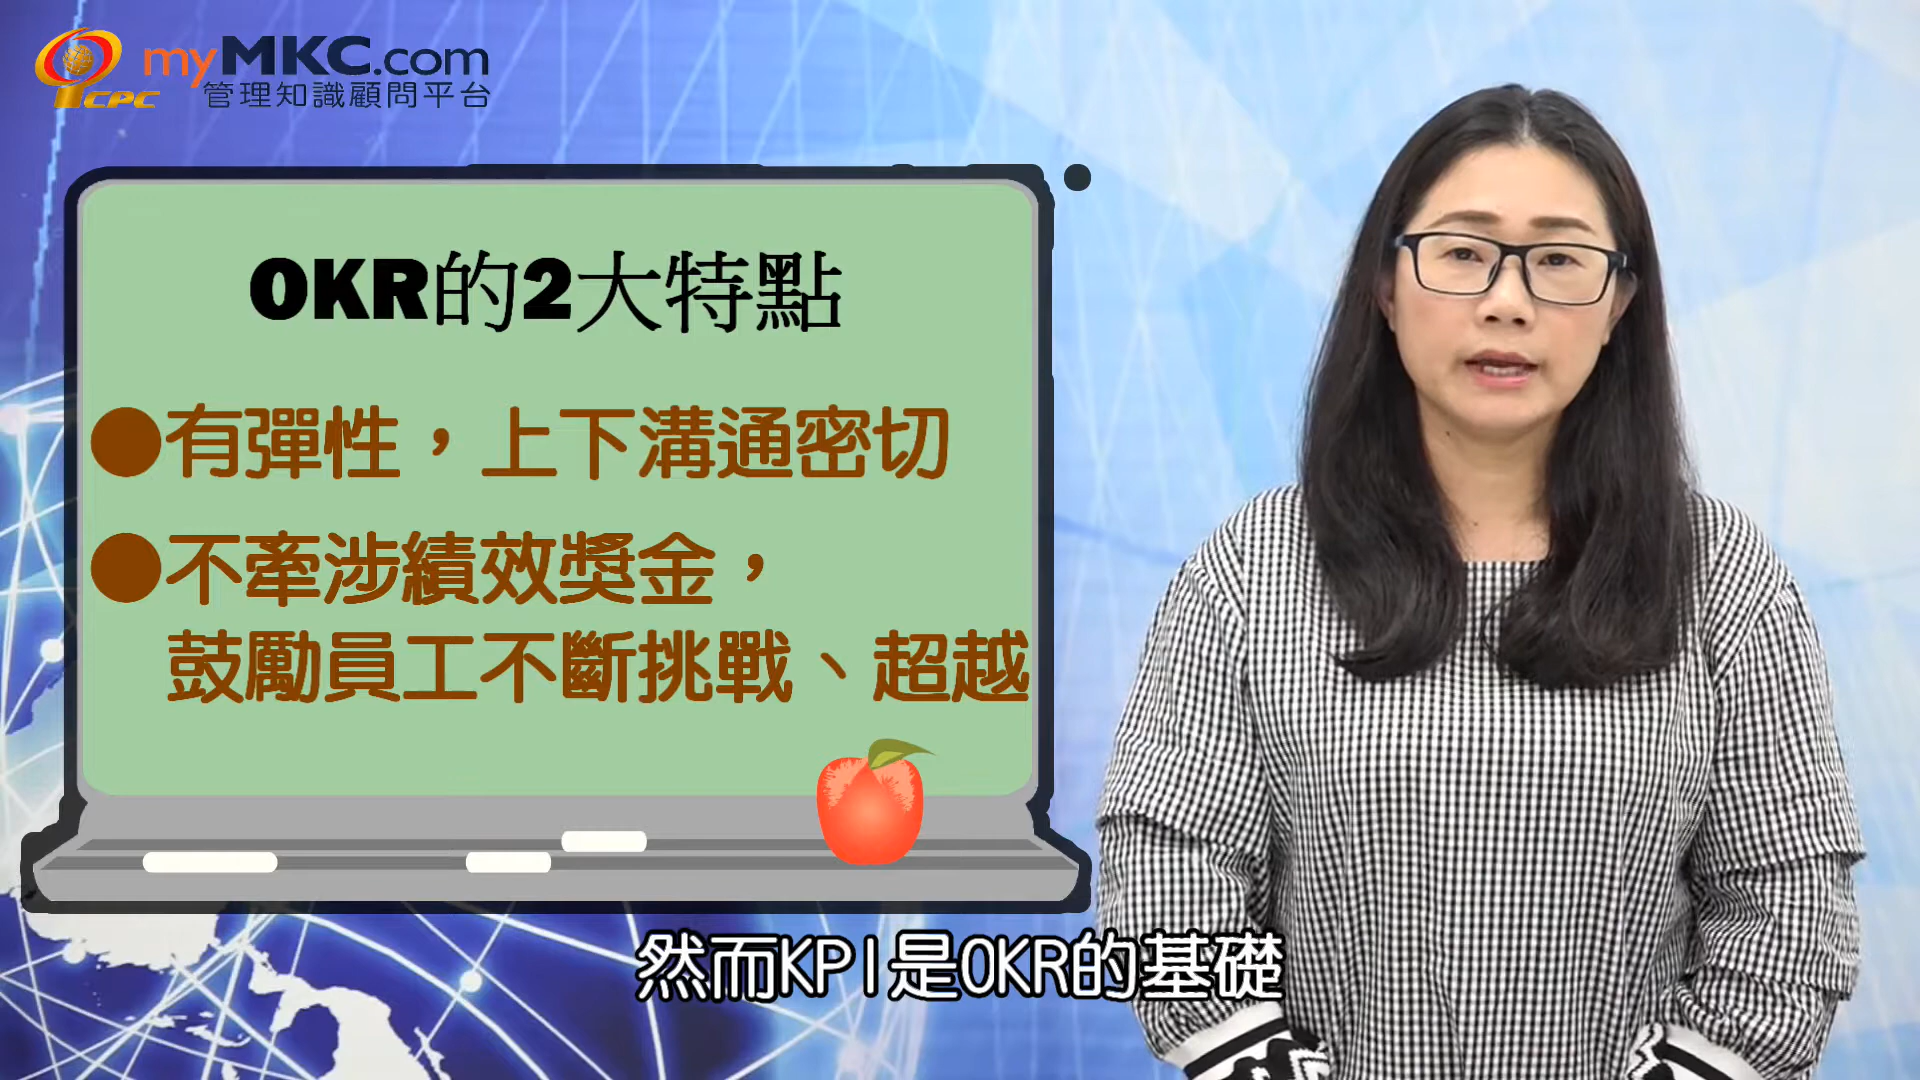 myMKC.com
CPC
管理知識顧問平台
OKR的2大特點
●有彈性，上下溝通密切
●不牽涉績效獎金，
鼓勵員工不斷挑戰、超越
然而KPI是OKR的基礎